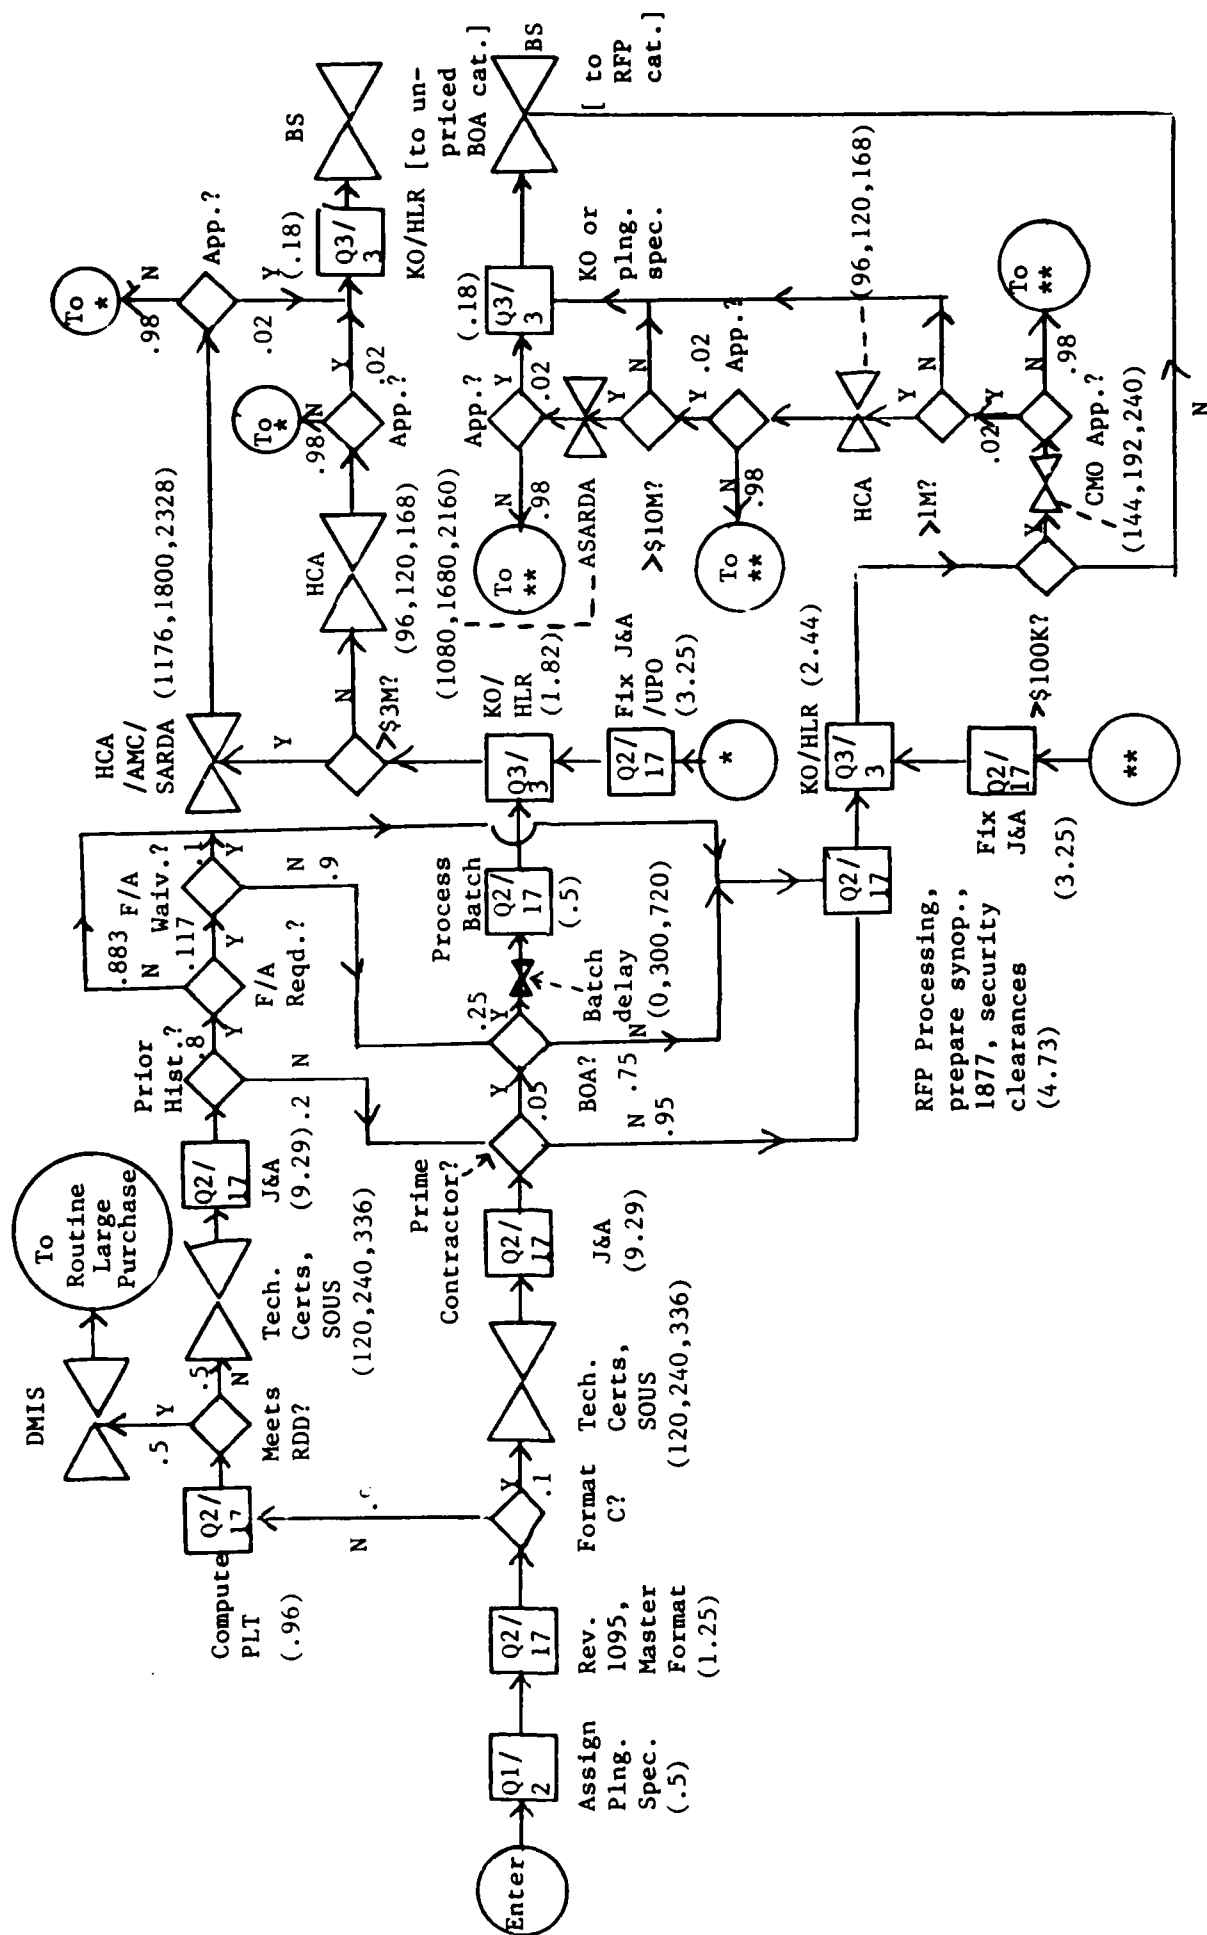 Enter
Q1/
2
Assign
Plng.
Spec.
(.5)
Q2/
17
Rev.
1095,
Master
Format
(1.25)
Format
C?
Y
.1
N
Q2/
17
Compute
PLT
(.96)
Meets
RDD?
.5
Y
.5
N
DMIS
To
Routine
Large
Purchase
Tech.
Certs,
SOUS
(120,240,336)
Q2/
17
J&A
(9.29)
Prior
Hist.?
.8
Y
.2
N
F/A
Reqd.?
.883
N
.117
Y
F/A
Waiv.?
.1
Y
N
.9
Tech.
Certs,
SOUS
(120,240,336)
Q2/
17
J&A
(9.29)
Prime
Contractor?
Y
.05
N
.95
BOA?
.25
Y
N
.75
Batch
delay
(0,300,720)
Process
Batch
Q2/
17
(.5)
Q3/
3
KO/
HLR
(1.82)
Q2/
17
Fix J&A
/UPO
(3.25)
*
>$3M?
Y
N
HCA
/AMC/
SARDA
(1176,1800,2328)
App.?
N
.98
To
*
Y
.02
HCA
(96,120,168)
App.?
N
.98
To
*
Y
.02
Q3/
3
(.18)
KO/HLR
BS
[to un-
priced
BOA cat.]
Q2/
17
RFP Processing,
prepare synop.,
1877, security
clearances
(4.73)
Q3/
3
KO/HLR (2.44)
Q2/
17
Fix
J&A
(3.25)
**
>$100K?
Y
N
CMO App.?
(144,192,240)
N
.98
To
**
Y
.02
>1M?
N
Y
HCA
(96,120,168)
App.?
N
.98
To
**
Y
.02
>$10M?
N
Y
ASARDA
(1080,1680,2160)
App.?
N
.98
To
**
Y
.02
Q3/
3
(.18)
KO or
plng.
spec.
BS
[to
RFP
cat.]